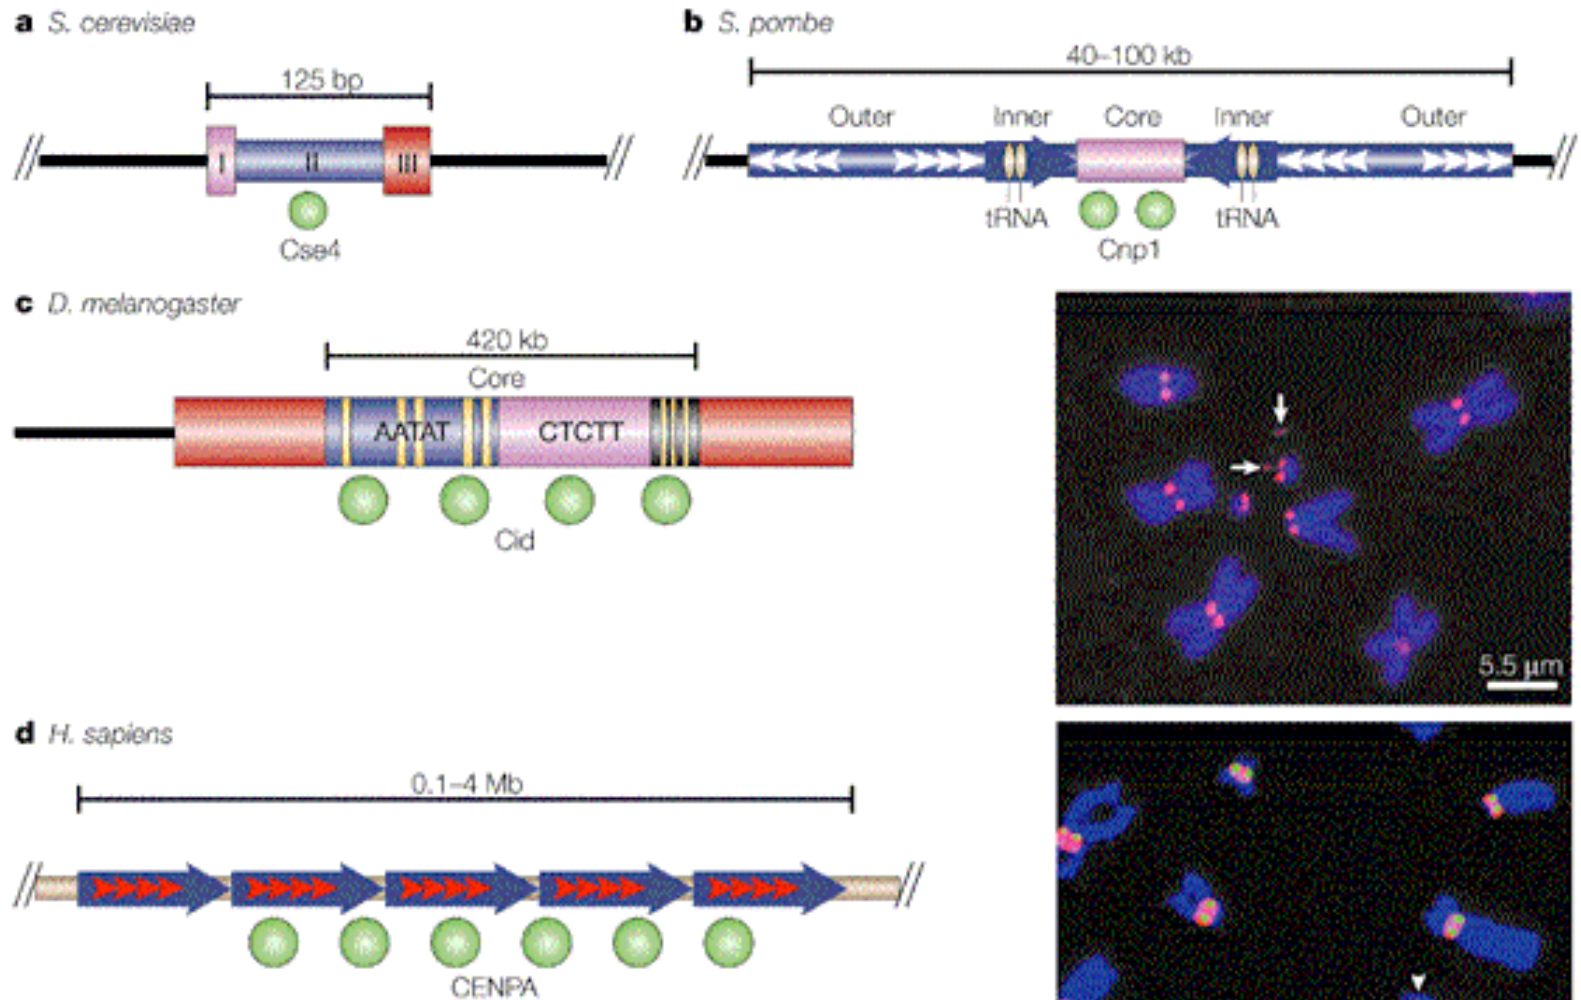 a S. cerevisiae
125 bp
I II III
Cse4
b S. pombe
40–100 kb
Outer Inner Core Inner Outer
tRNA tRNA
Cnp1
c D. melanogaster
420 kb
Core
AATAT CTCTT
Cid
5.5 µm
d H. sapiens
0.1–4 Mb
CENPA